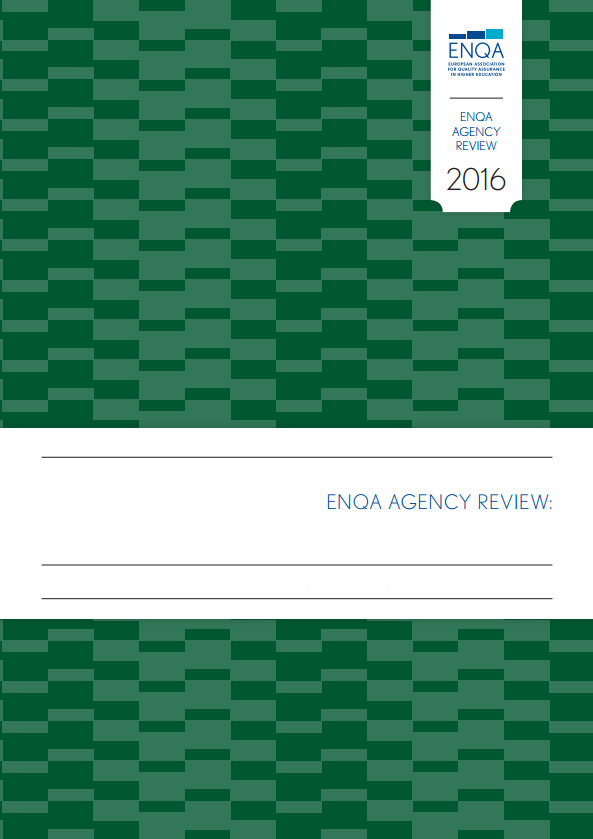 ENQA
EUROPEAN ASSOCIATION
FOR QUALITY ASSURANCE
IN HIGHER EDUCATION
ENQA
AGENCY
REVIEW
2016
ENQA AGENCY REVIEW: